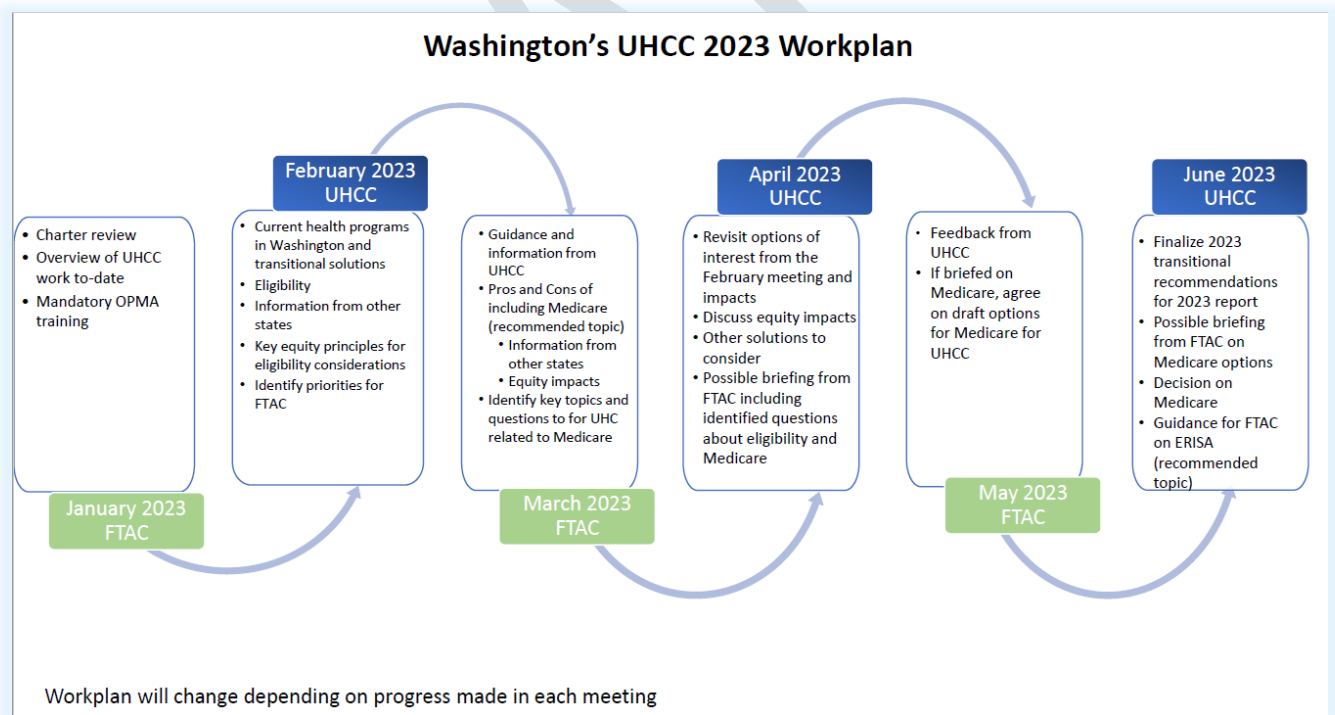 Washington's UHCC 2023 Workplan
• Charter review
• Overview of UHCC
work to-date
• Mandatory OPMA
training
January 2023
FTAC
February 2023
UHCC
• Current health programs
in Washington and
transitional solutions
• Eligibility
• Information from other
states
• Key equity principles for
eligibility considerations
• Identify priorities for
FTAC
• Guidance and
information from
UHCC
• Pros and Cons of
including Medicare
(recommended topic)
• Information from
other states
• Equity impacts
• Identify key topics and
questions to for UHC
related to Medicare
March 2023
FTAC
April 2023
UHCC
• Revisit options of
interest from the
February meeting and
impacts
• Discuss equity impacts
• Other solutions to
consider
• Possible briefing from
FTAC including
identified questions
about eligibility and
Medicare
• Feedback from
UHCC
• If briefed on
Medicare, agree
on draft options
for Medicare for
UHCC
May 2023
FTAC
June 2023
UHCC
• Finalize 2023
transitional
recommendations
for 2023 report
• Possible briefing
from FTAC on
Medicare options
• Decision on
Medicare
• Guidance for FTAC
on ERISA
(recommended
topic)
Workplan will change depending on progress made in each meeting